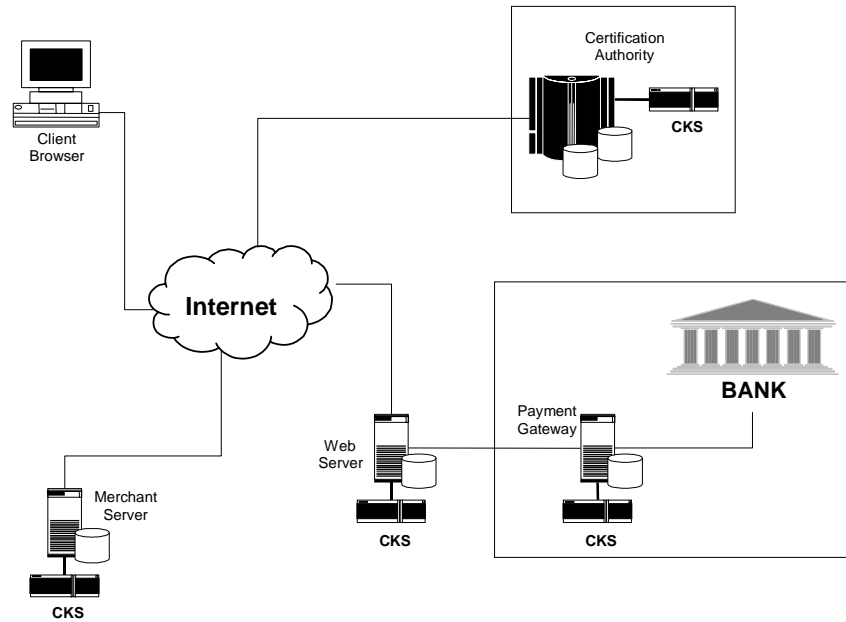 Certification
Authority
CKS
Client
Browser
Internet
BANK
Payment
Gateway
Web
Server
CKS
CKS
Merchant
Server
CKS